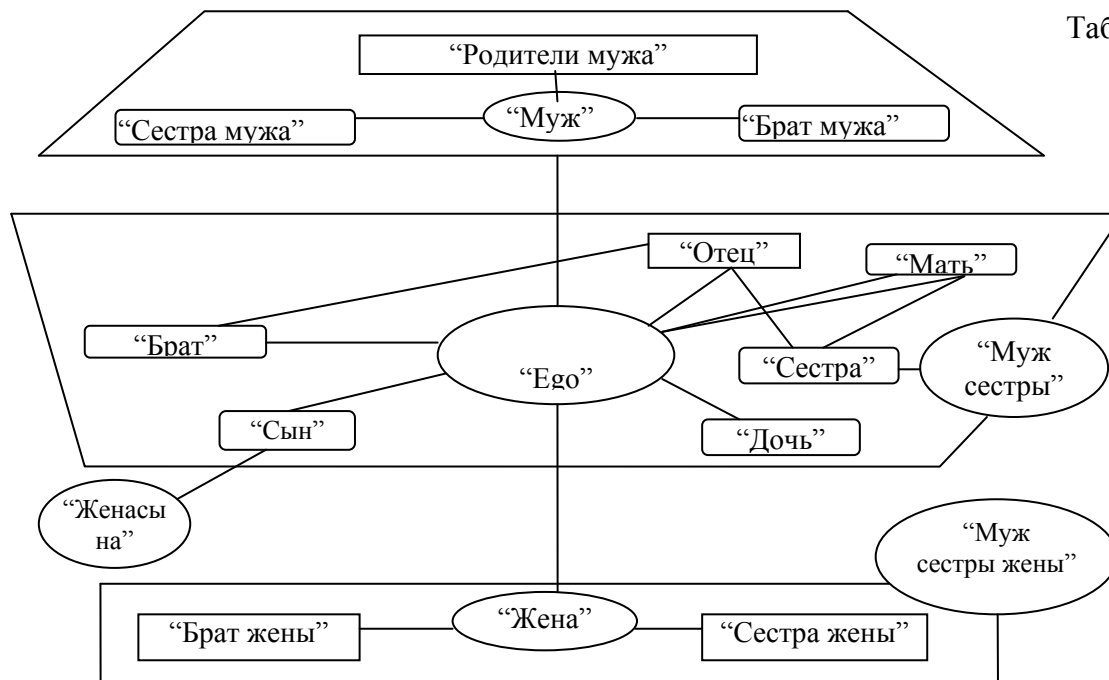 Таб
“Родители мужа”
“Сестра мужа”
“Муж”
“Брат мужа”
“Отец”
“Мать”
“Брат”
“Ego”
“Сестра”
“Муж
сестры”
“Сын”
“Дочь”
“Женасы
на”
“Муж
сестры жены”
“Брат жены”
“Жена”
“Сестра жены”